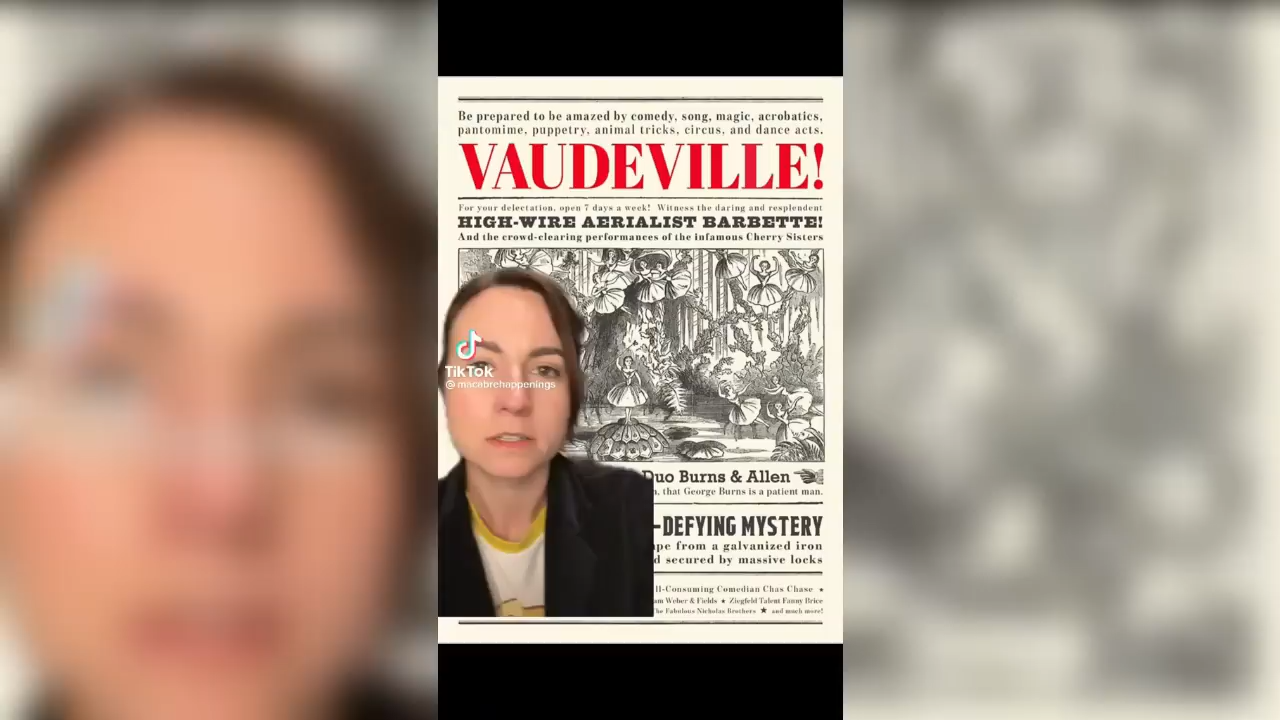 Be prepared to be amazed by comedy, song, magic, acrobatics,
pantomime, puppetry, animal tricks, circus, and dance acts.
VAUDEVILLE!
For your delectation, open 7 days a week! Witness the daring and resplendent
HIGH-WIRE AERIALIST BARBETTE!
And the crowd-clearing performances of the infamous Cherry Sisters
TikTok
@macabrehappenings
Duo Burns & Allen
that George Burns is a patient man.
-DEFYING MYSTERY
from a galvanized iron
secured by massive locks
Comedian Chas Chase ★
Weber & Fields ★ Ziegfeld Talent Fanny Brice
The Fabulous Nicholas Brothers ★ and much more!